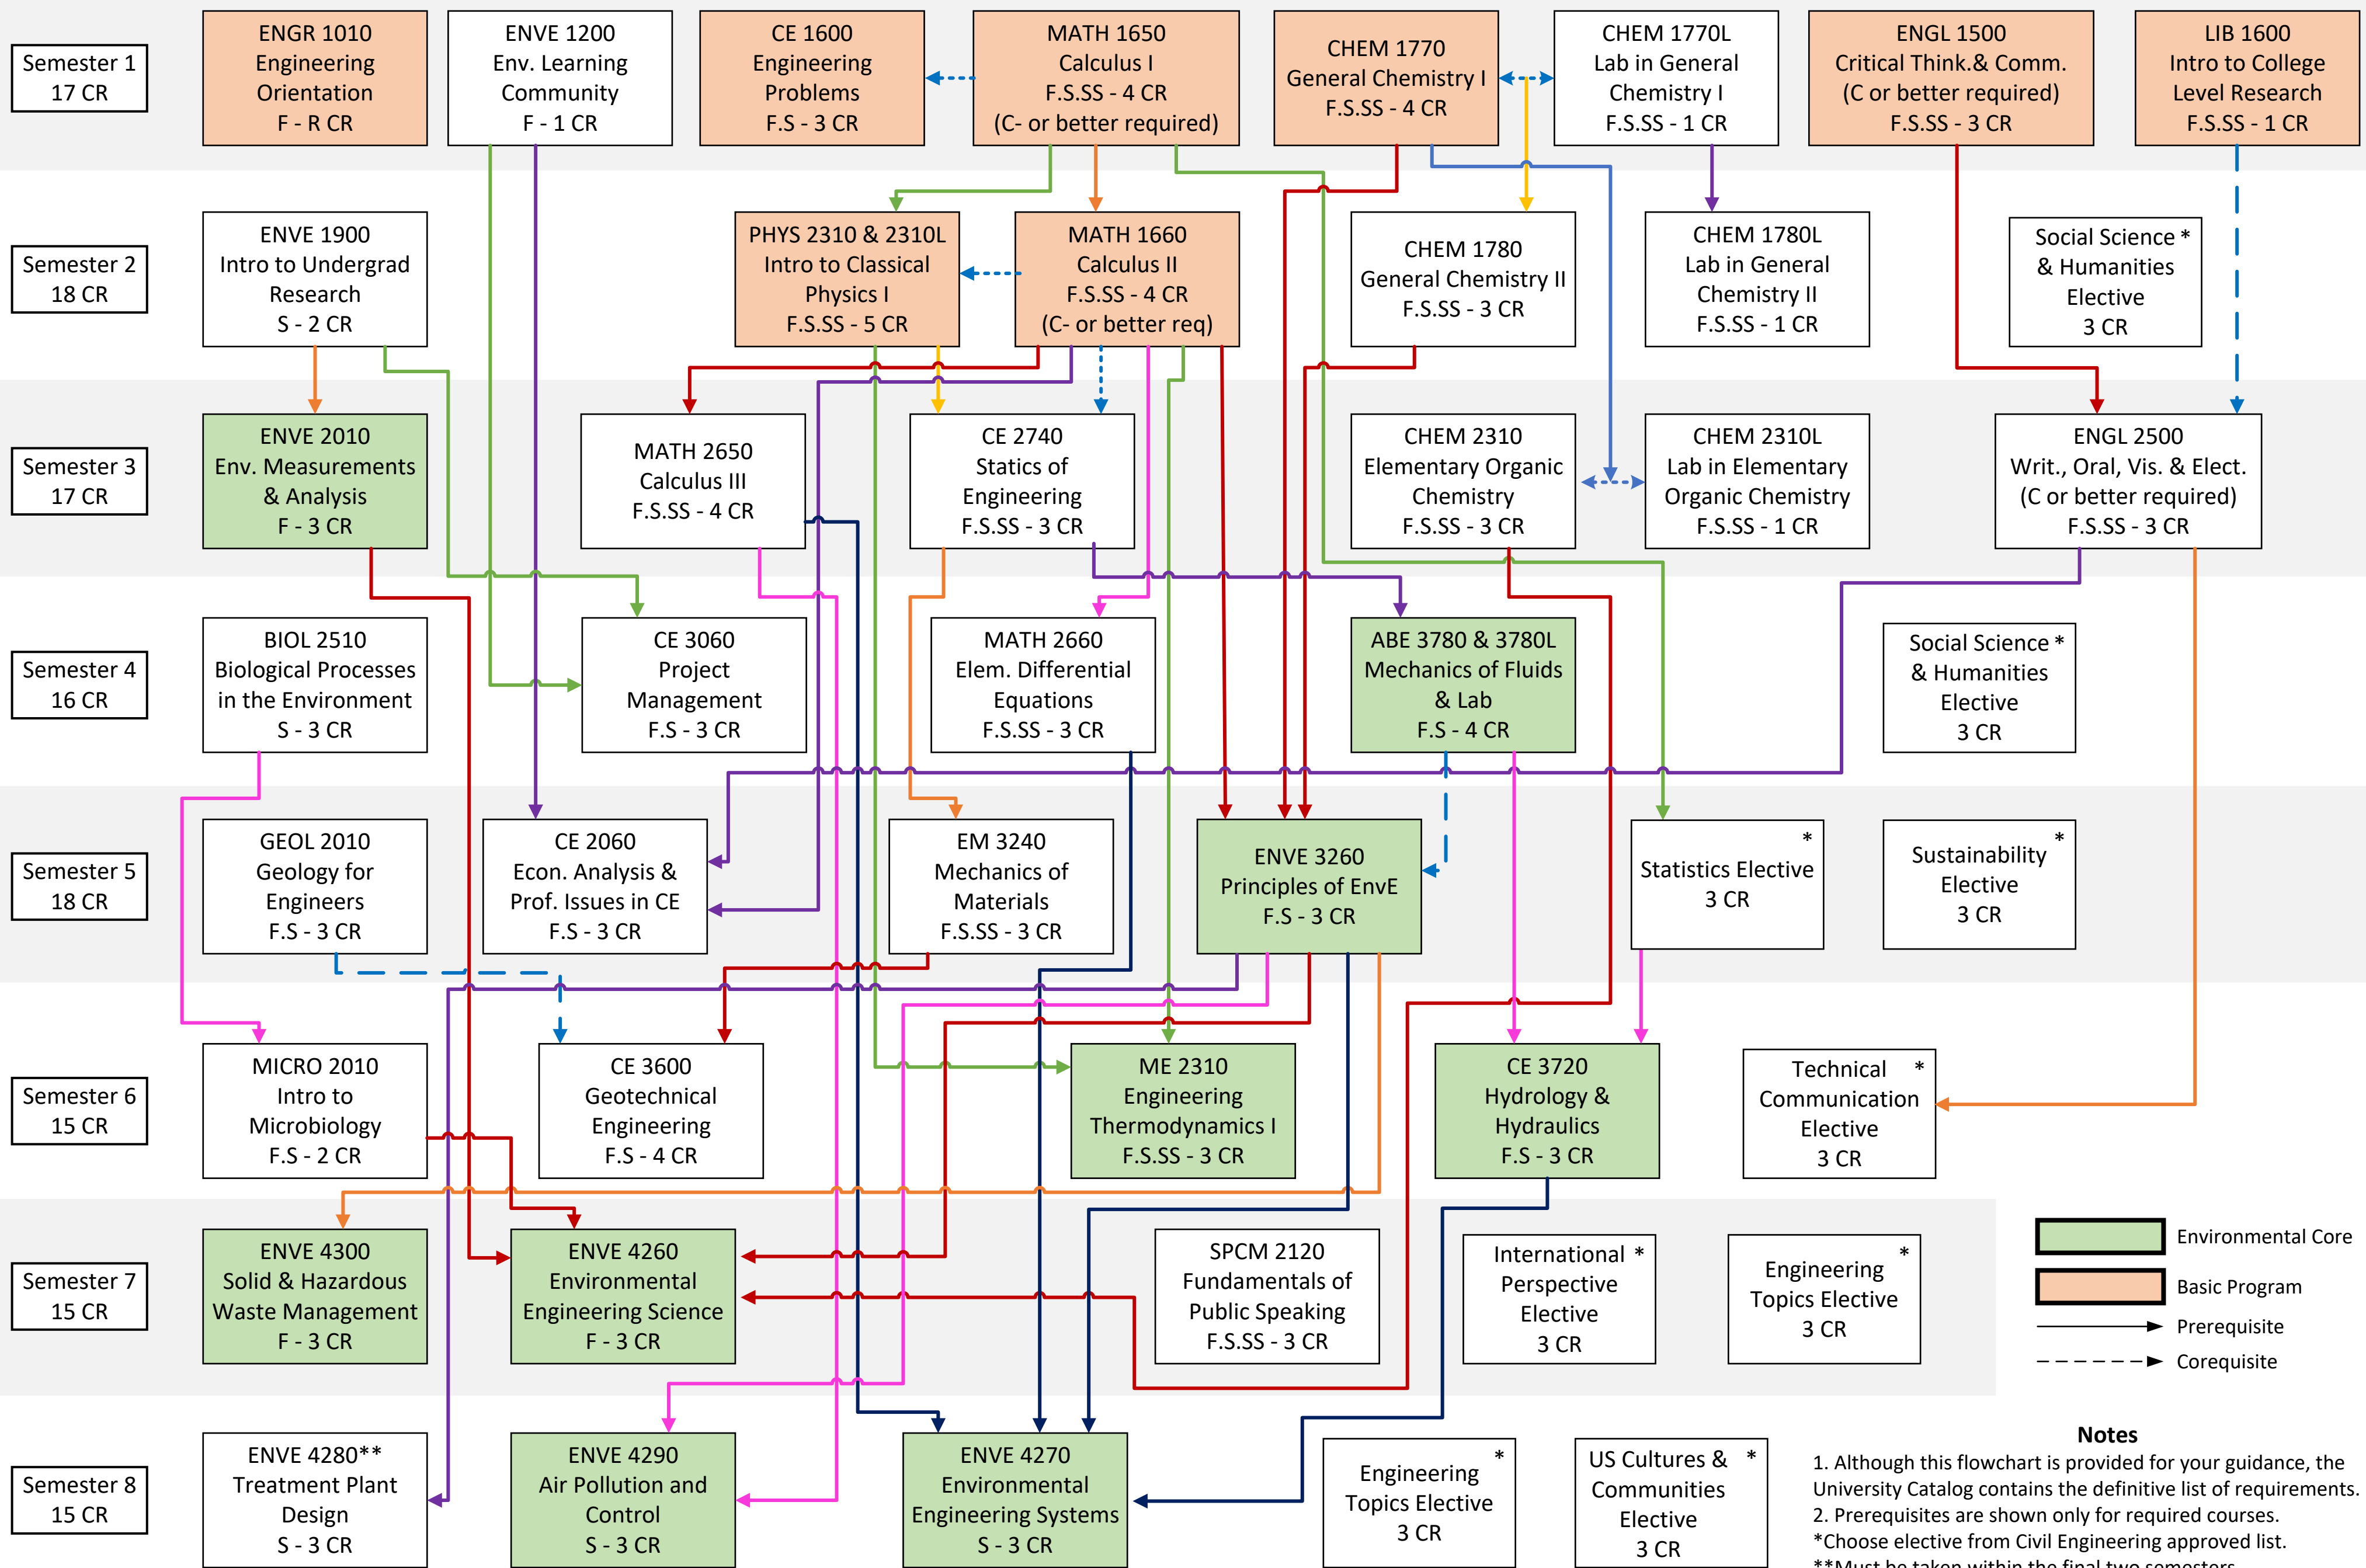 Semester 1
17 CR
ENGR 1010
Engineering
Orientation
F - R CR
ENVE 1200
Env. Learning
Community
F - 1 CR
CE 1600
Engineering
Problems
F.S - 3 CR
MATH 1650
Calculus I
F.S.SS - 4 CR
(C- or better required)
CHEM 1770
General Chemistry I
F.S.SS - 4 CR
CHEM 1770L
Lab in General
Chemistry I
F.S.SS - 1 CR
ENGL 1500
Critical Think.& Comm.
(C or better required)
F.S.SS - 3 CR
LIB 1600
Intro to College
Level Research
F.S.SS - 1 CR
Semester 2
18 CR
ENVE 1900
Intro to Undergrad
Research
S - 2 CR
PHYS 2310 & 2310L
Intro to Classical
Physics I
F.S.SS - 5 CR
MATH 1660
Calculus II
F.S.SS - 4 CR
(C- or better req)
CHEM 1780
General Chemistry II
F.S.SS - 3 CR
CHEM 1780L
Lab in General
Chemistry II
F.S.SS - 1 CR
Social Science *
& Humanities
Elective
3 CR
Semester 3
17 CR
ENVE 2010
Env. Measurements
& Analysis
F - 3 CR
MATH 2650
Calculus III
F.S.SS - 4 CR
CE 2740
Statics of
Engineering
F.S.SS - 3 CR
CHEM 2310
Elementary Organic
Chemistry
F.S.SS - 3 CR
CHEM 2310L
Lab in Elementary
Organic Chemistry
F.S.SS - 1 CR
ENGL 2500
Writ., Oral, Vis. & Elect.
(C or better required)
F.S.SS - 3 CR
Semester 4
16 CR
BIOL 2510
Biological Processes
in the Environment
S - 3 CR
CE 3060
Project
Management
F.S - 3 CR
MATH 2660
Elem. Differential
Equations
F.S.SS - 3 CR
ABE 3780 & 3780L
Mechanics of Fluids
& Lab
F.S - 4 CR
Social Science *
& Humanities
Elective
3 CR
Semester 5
18 CR
GEOL 2010
Geology for
Engineers
F.S - 3 CR
CE 2060
Econ. Analysis &
Prof. Issues in CE
F.S - 3 CR
EM 3240
Mechanics of
Materials
F.S.SS - 3 CR
ENVE 3260
Principles of EnvE
F.S - 3 CR
*
Statistics Elective
3 CR
*
Sustainability
Elective
3 CR
Semester 6
15 CR
MICRO 2010
Intro to
Microbiology
F.S - 2 CR
CE 3600
Geotechnical
Engineering
F.S - 4 CR
ME 2310
Engineering
Thermodynamics I
F.S.SS - 3 CR
CE 3720
Hydrology &
Hydraulics
F.S - 3 CR
Technical *
Communication
Elective
3 CR
Semester 7
15 CR
ENVE 4300
Solid & Hazardous
Waste Management
F - 3 CR
ENVE 4260
Environmental
Engineering Science
F - 3 CR
SPCM 2120
Fundamentals of
Public Speaking
F.S.SS - 3 CR
International *
Perspective
Elective
3 CR
*
Engineering
Topics Elective
3 CR
Environmental Core
Basic Program
Prerequisite
Corequisite
Semester 8
15 CR
ENVE 4280**
Treatment Plant
Design
S - 3 CR
ENVE 4290
Air Pollution and
Control
S - 3 CR
ENVE 4270
Environmental
Engineering Systems
S - 3 CR
*
Engineering
Topics Elective
3 CR
US Cultures & *
Communities
Elective
3 CR
Notes
1. Although this flowchart is provided for your guidance, the
University Catalog contains the definitive list of requirements.
2. Prerequisites are shown only for required courses.
*Choose elective from Civil Engineering approved list.
**Must be taken within the final two semesters